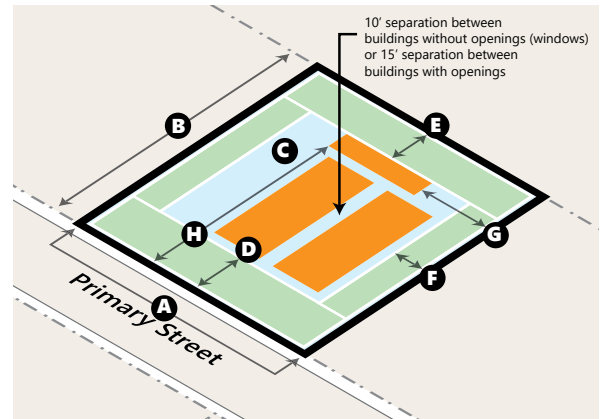 10' separation between
buildings without openings (windows)
or 15' separation between
buildings with openings
B
E
C
H
D
G
F
A
Primary Street